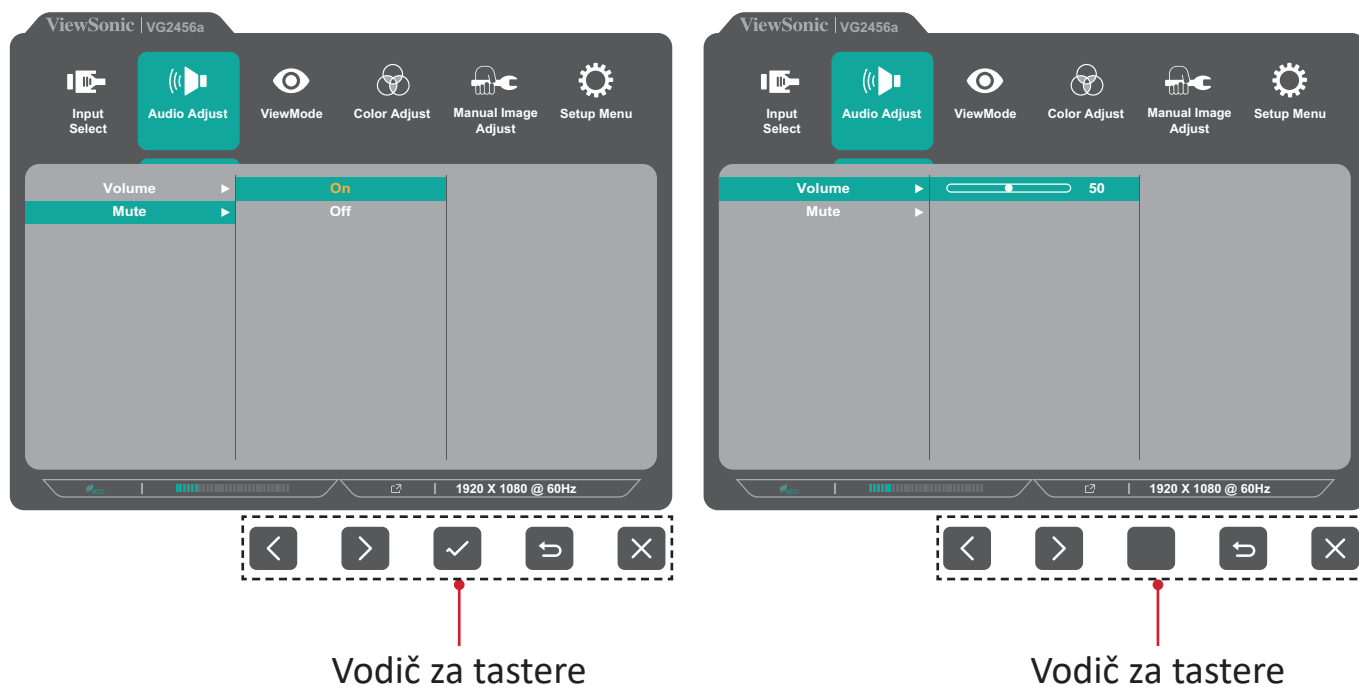 ViewSonic | VG2456a
Input Select
Audio Adjust
ViewMode
Color Adjust
Manual Image Adjust
Setup Menu
Volume
On
Mute
Off
eco
1920 X 1080 @ 60Hz
Vodič za tastere
ViewSonic | VG2456a
Input Select
Audio Adjust
ViewMode
Color Adjust
Manual Image Adjust
Setup Menu
Volume
50
Mute
eco
1920 X 1080 @ 60Hz
Vodič za tastere